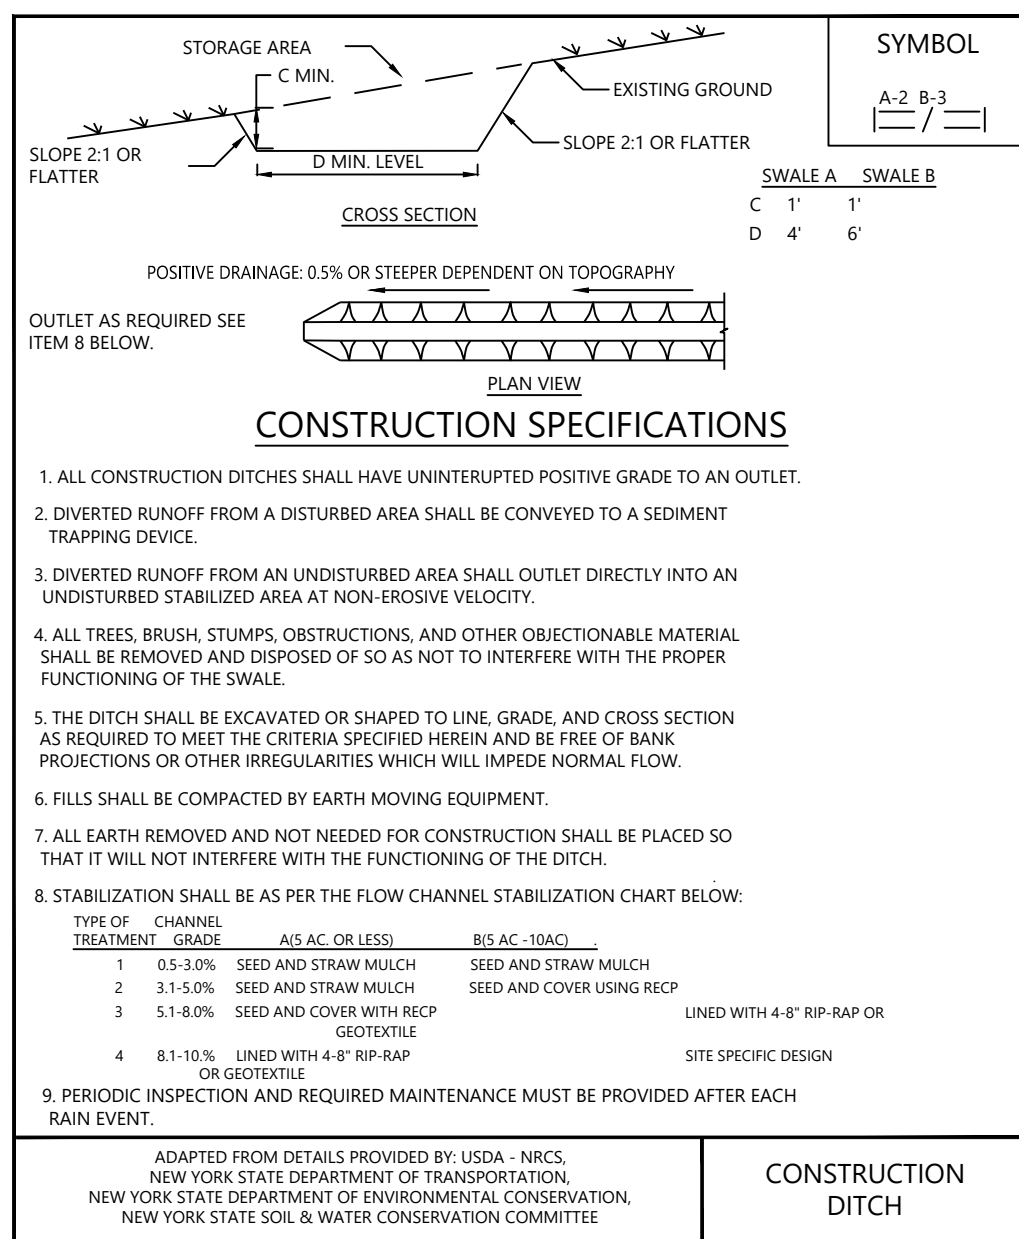 STORAGE AREA
C MIN.
EXISTING GROUND
SLOPE 2:1 OR FLATTER
SLOPE 2:1 OR
FLATTER
D MIN. LEVEL
CROSS SECTION
SYMBOL
A-2 B-3
SWALE A SWALE B
C 1' 1'
D 4' 6'
POSITIVE DRAINAGE: 0.5% OR STEEPER DEPENDENT ON TOPOGRAPHY
OUTLET AS REQUIRED SEE
ITEM 8 BELOW.
PLAN VIEW
CONSTRUCTION SPECIFICATIONS
1. ALL CONSTRUCTION DITCHES SHALL HAVE UNINTERUPTED POSITIVE GRADE TO AN OUTLET.
2. DIVERTED RUNOFF FROM A DISTURBED AREA SHALL BE CONVEYED TO A SEDIMENT
TRAPPING DEVICE.
3. DIVERTED RUNOFF FROM AN UNDISTURBED AREA SHALL OUTLET DIRECTLY INTO AN
UNDISTURBED STABILIZED AREA AT NON-EROSIVE VELOCITY.
4. ALL TREES, BRUSH, STUMPS, OBSTRUCTIONS, AND OTHER OBJECTIONABLE MATERIAL
SHALL BE REMOVED AND DISPOSED OF SO AS NOT TO INTERFERE WITH THE PROPER
FUNCTIONING OF THE SWALE.
5. THE DITCH SHALL BE EXCAVATED OR SHAPED TO LINE, GRADE, AND CROSS SECTION
AS REQUIRED TO MEET THE CRITERIA SPECIFIED HEREIN AND BE FREE OF BANK
PROJECTIONS OR OTHER IRREGULARITIES WHICH WILL IMPEDE NORMAL FLOW.
6. FILLS SHALL BE COMPACTED BY EARTH MOVING EQUIPMENT.
7. ALL EARTH REMOVED AND NOT NEEDED FOR CONSTRUCTION SHALL BE PLACED SO
THAT IT WILL NOT INTERFERE WITH THE FUNCTIONING OF THE DITCH.
8. STABILIZATION SHALL BE AS PER THE FLOW CHANNEL STABILIZATION CHART BELOW:
TYPE OF CHANNEL
TREATMENT GRADE A(5 AC. OR LESS) B(5 AC -10AC) .
1 0.5-3.0% SEED AND STRAW MULCH SEED AND STRAW MULCH
2 3.1-5.0% SEED AND STRAW MULCH SEED AND COVER USING RECP
3 5.1-8.0% SEED AND COVER WITH RECP LINED WITH 4-8" RIP-RAP OR
GEOTEXTILE
4 8.1-10.% LINED WITH 4-8" RIP-RAP SITE SPECIFIC DESIGN
OR GEOTEXTILE
9. PERIODIC INSPECTION AND REQUIRED MAINTENANCE MUST BE PROVIDED AFTER EACH
RAIN EVENT.
ADAPTED FROM DETAILS PROVIDED BY: USDA - NRCS,
NEW YORK STATE DEPARTMENT OF TRANSPORTATION,
NEW YORK STATE DEPARTMENT OF ENVIRONMENTAL CONSERVATION,
NEW YORK STATE SOIL & WATER CONSERVATION COMMITTEE
CONSTRUCTION
DITCH